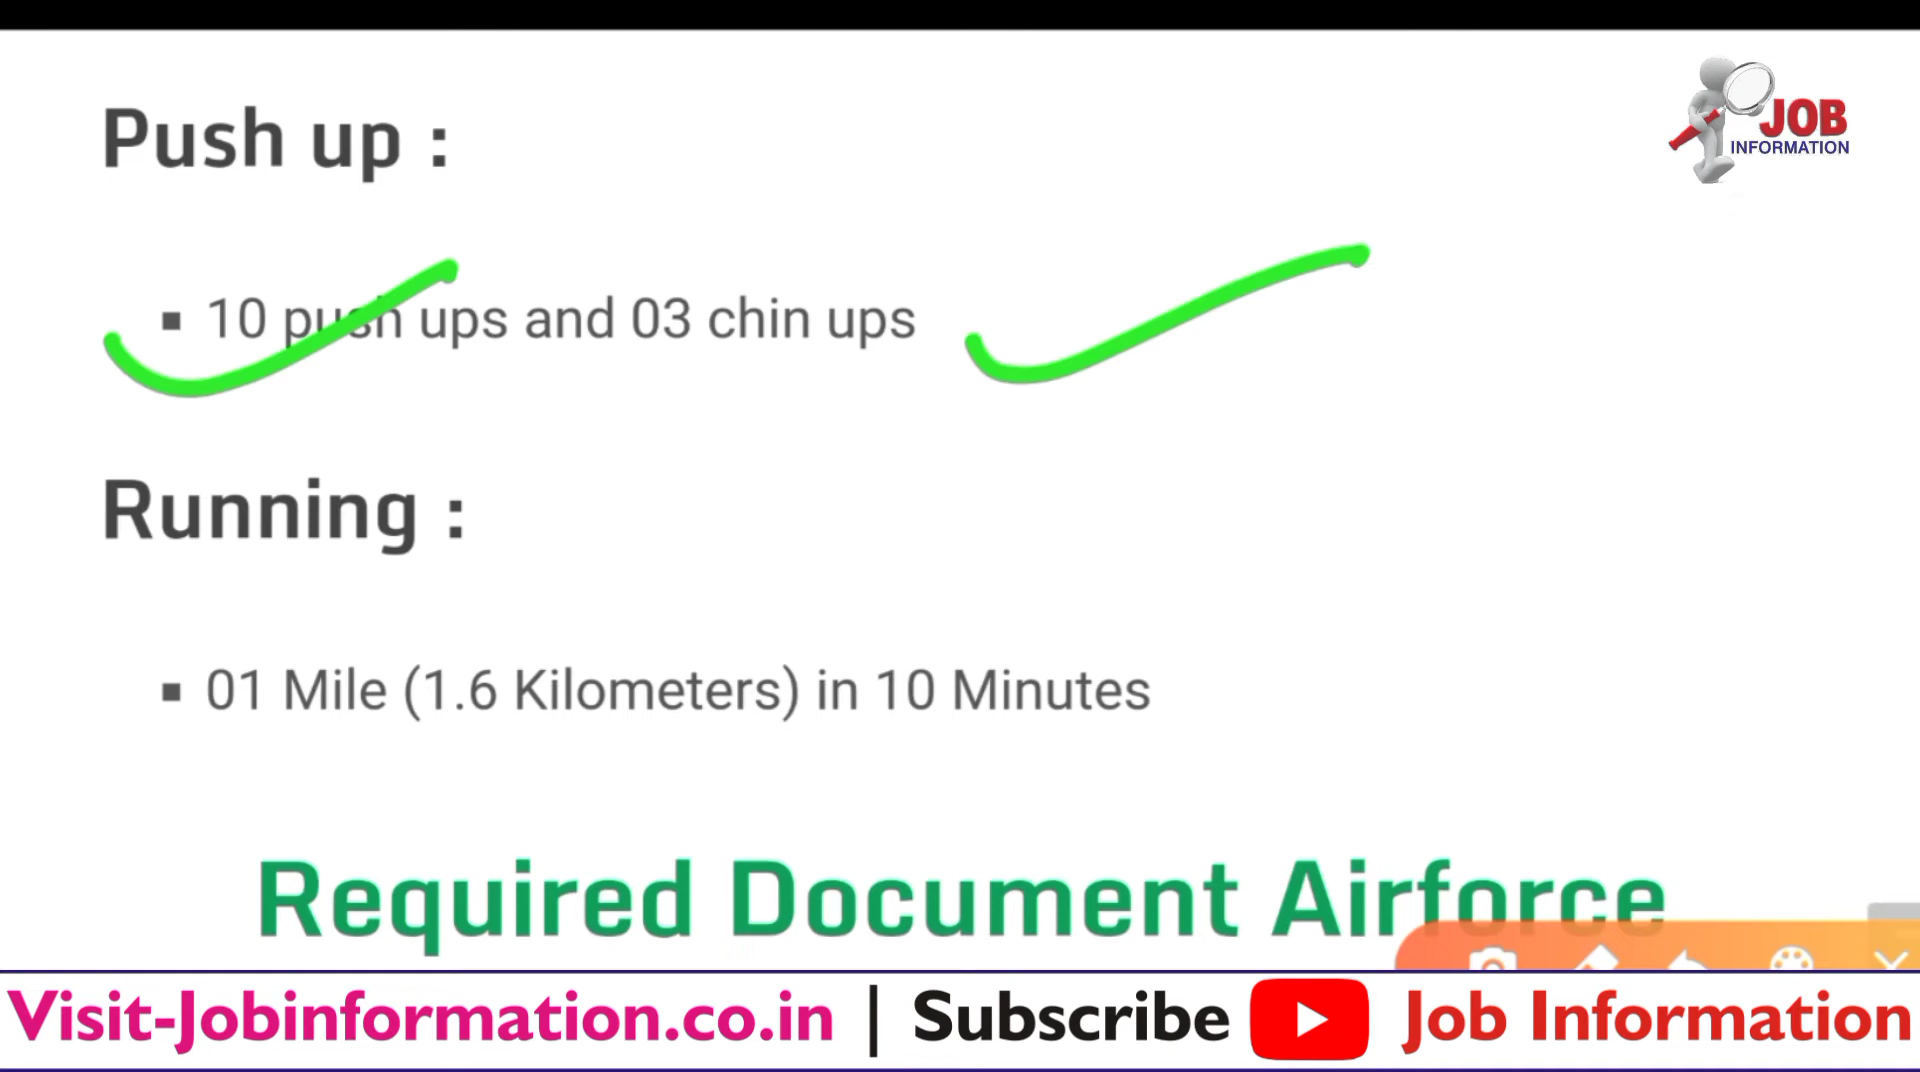 JOB
INFORMATION
Push up :
▪ 10 push ups and 03 chin ups
Running :
▪ 01 Mile (1.6 Kilometers) in 10 Minutes
Required Document Airforce
Visit-Jobinformation.co.in | Subscribe Job Information